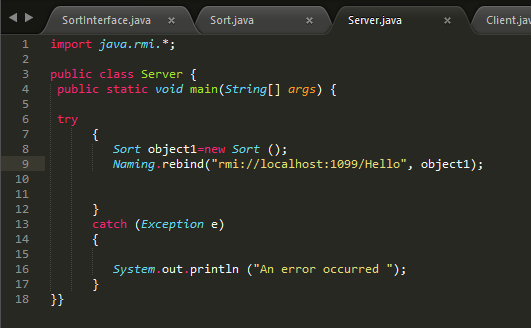 SortInterface.java × Sort.java × Server.java × Client.jav
1 import java.rmi.*;
2
3 public class Server {
4 public static void main(String[] args) {
5
6 try
7 {
8 Sort object1=new Sort ();
9 Naming.rebind("rmi://localhost:1099/Hello", object1);
10
11
12 }
13 catch (Exception e)
14 {
15
16 System.out.println ("An error occurred ");
17 }
18 }}